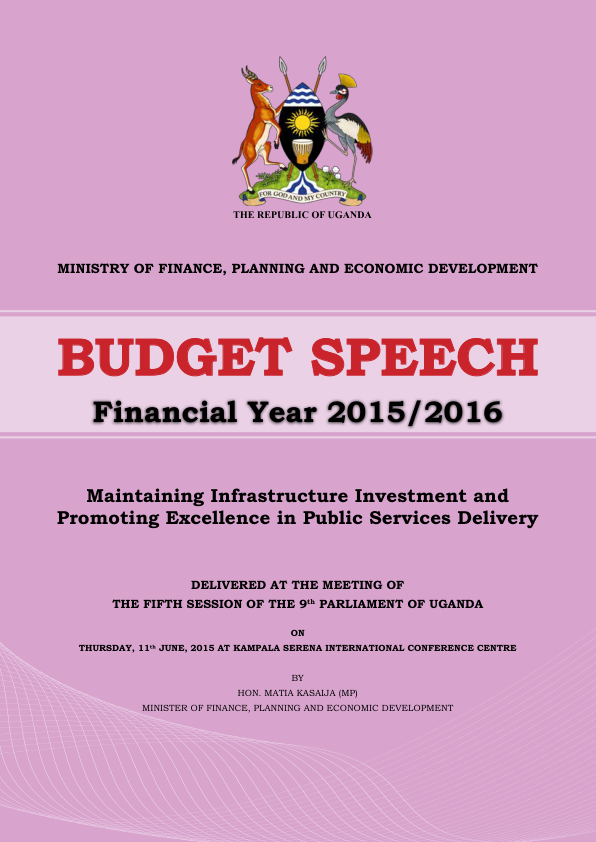 FOR GOD AND MY COUNTRY
THE REPUBLIC OF UGANDA
MINISTRY OF FINANCE, PLANNING AND ECONOMIC DEVELOPMENT
BUDGET SPEECH
Financial Year 2015/2016
Maintaining Infrastructure Investment and
Promoting Excellence in Public Services Delivery
DELIVERED AT THE MEETING OF
THE FIFTH SESSION OF THE 9th PARLIAMENT OF UGANDA
ON
THURSDAY, 11th JUNE, 2015 AT KAMPALA SERENA INTERNATIONAL CONFERENCE CENTRE
BY
HON. MATIA KASAIJA (MP)
MINISTER OF FINANCE, PLANNING AND ECONOMIC DEVELOPMENT